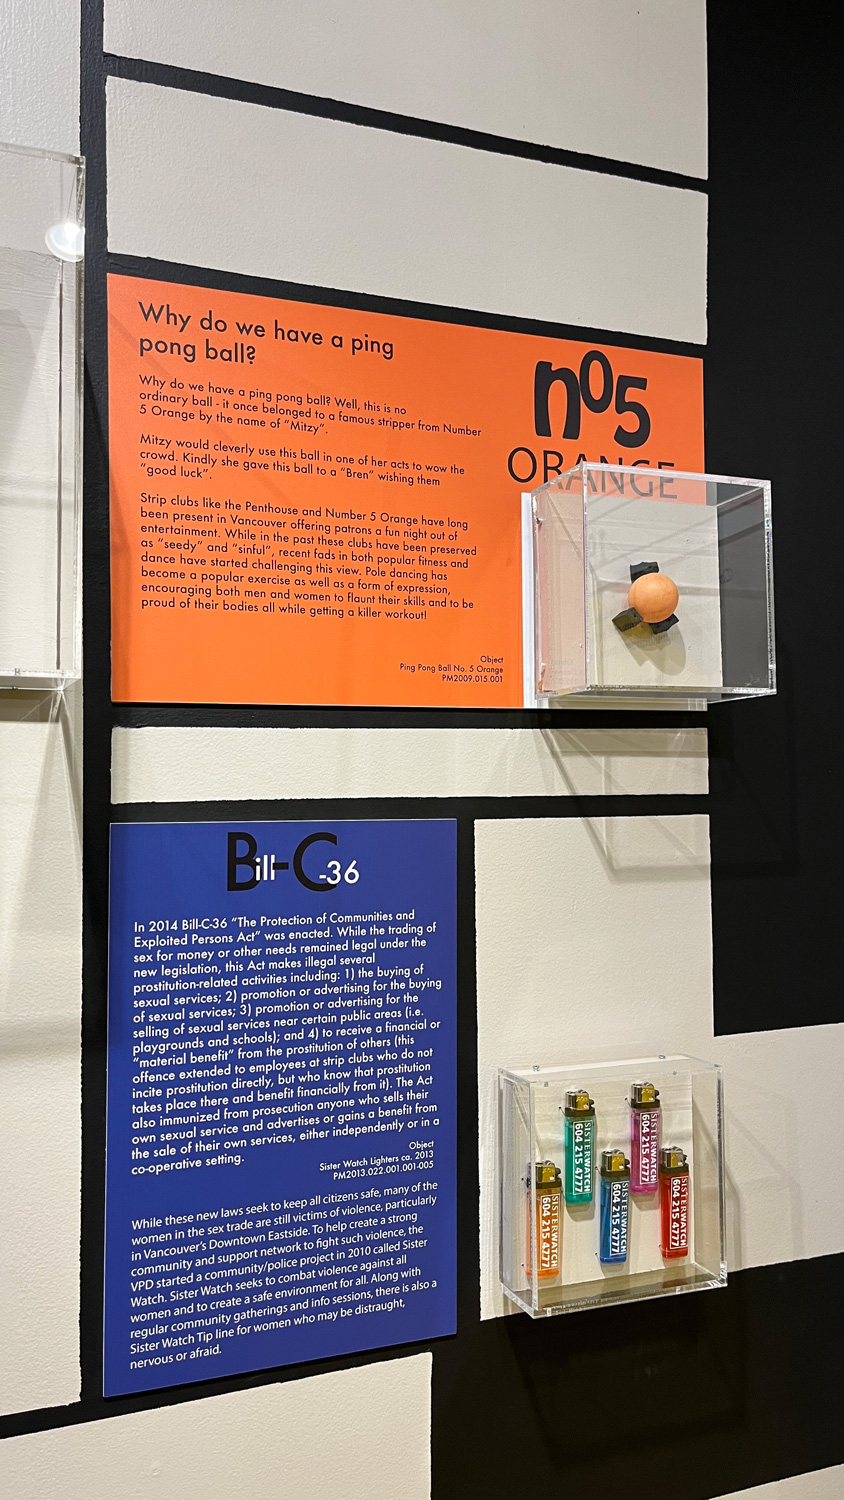 Why do we have a ping
pong ball?
Why do we have a ping pong ball? Well, this is no
ordinary ball - it once belonged to a famous stripper from Number
5 Orange by the name of “Mitzy”.
Mitzy would cleverly use this ball in one of her acts to wow the
crowd. Kindly she gave this ball to a “Bren” wishing them
“good luck”.
Strip clubs like the Penthouse and Number 5 Orange have long
been present in Vancouver offering patrons a fun night out of
entertainment. While in the past these clubs have been preserved
as “seedy” and “sinful”, recent fads in both popular fitness and
dance have started challenging this view. Pole dancing has
become a popular exercise as well as a form of expression,
encouraging both men and women to flaunt their skills and to be
proud of their bodies all while getting a killer workout!
Object
Ping Pong Ball No. 5 Orange
PM2009.015.001
no5
ORANGE
Bill-C-36
In 2014 Bill-C-36 “The Protection of Communities and
Exploited Persons Act” was enacted. While the trading of
sex for money or other needs remained legal under the
new legislation, this Act makes illegal several
prostitution-related activities including: 1) the buying of
sexual services; 2) promotion or advertising for the buying
of sexual services; 3) promotion or advertising for the
selling of sexual services near certain public areas (i.e.
playgrounds and schools); and 4) to receive a financial or
“material benefit” from the prostitution of others (this
offence extended to employees at strip clubs who do not
incite prostitution directly, but who know that prostitution
takes place there and benefit financially from it). The Act
also immunized from prosecution anyone who sells their
own sexual service and advertises or gains a benefit from
the sale of their own services, either independently or in a
co-operative setting.
Object
Sister Watch Lighters ca. 2013
PM2013.022.001.001-005
While these new laws seek to keep all citizens safe, many of the
women in the sex trade are still victims of violence, particularly
in Vancouver’s Downtown Eastside. To help create a strong
community and support network to fight such violence, the
VPD started a community/police project in 2010 called Sister
Watch. Sister Watch seeks to combat violence against all
women and to create a safe environment for all. Along with
regular community gatherings and info sessions, there is also a
Sister Watch Tip line for women who may be distraught,
nervous or afraid.
SISTERWATCH
604 215 4777
SISTERWATCH
604 215 4777
SISTERWATCH
604 215 4777
SISTERWATCH
604 215 4777
SISTERWATCH
604 215 4777